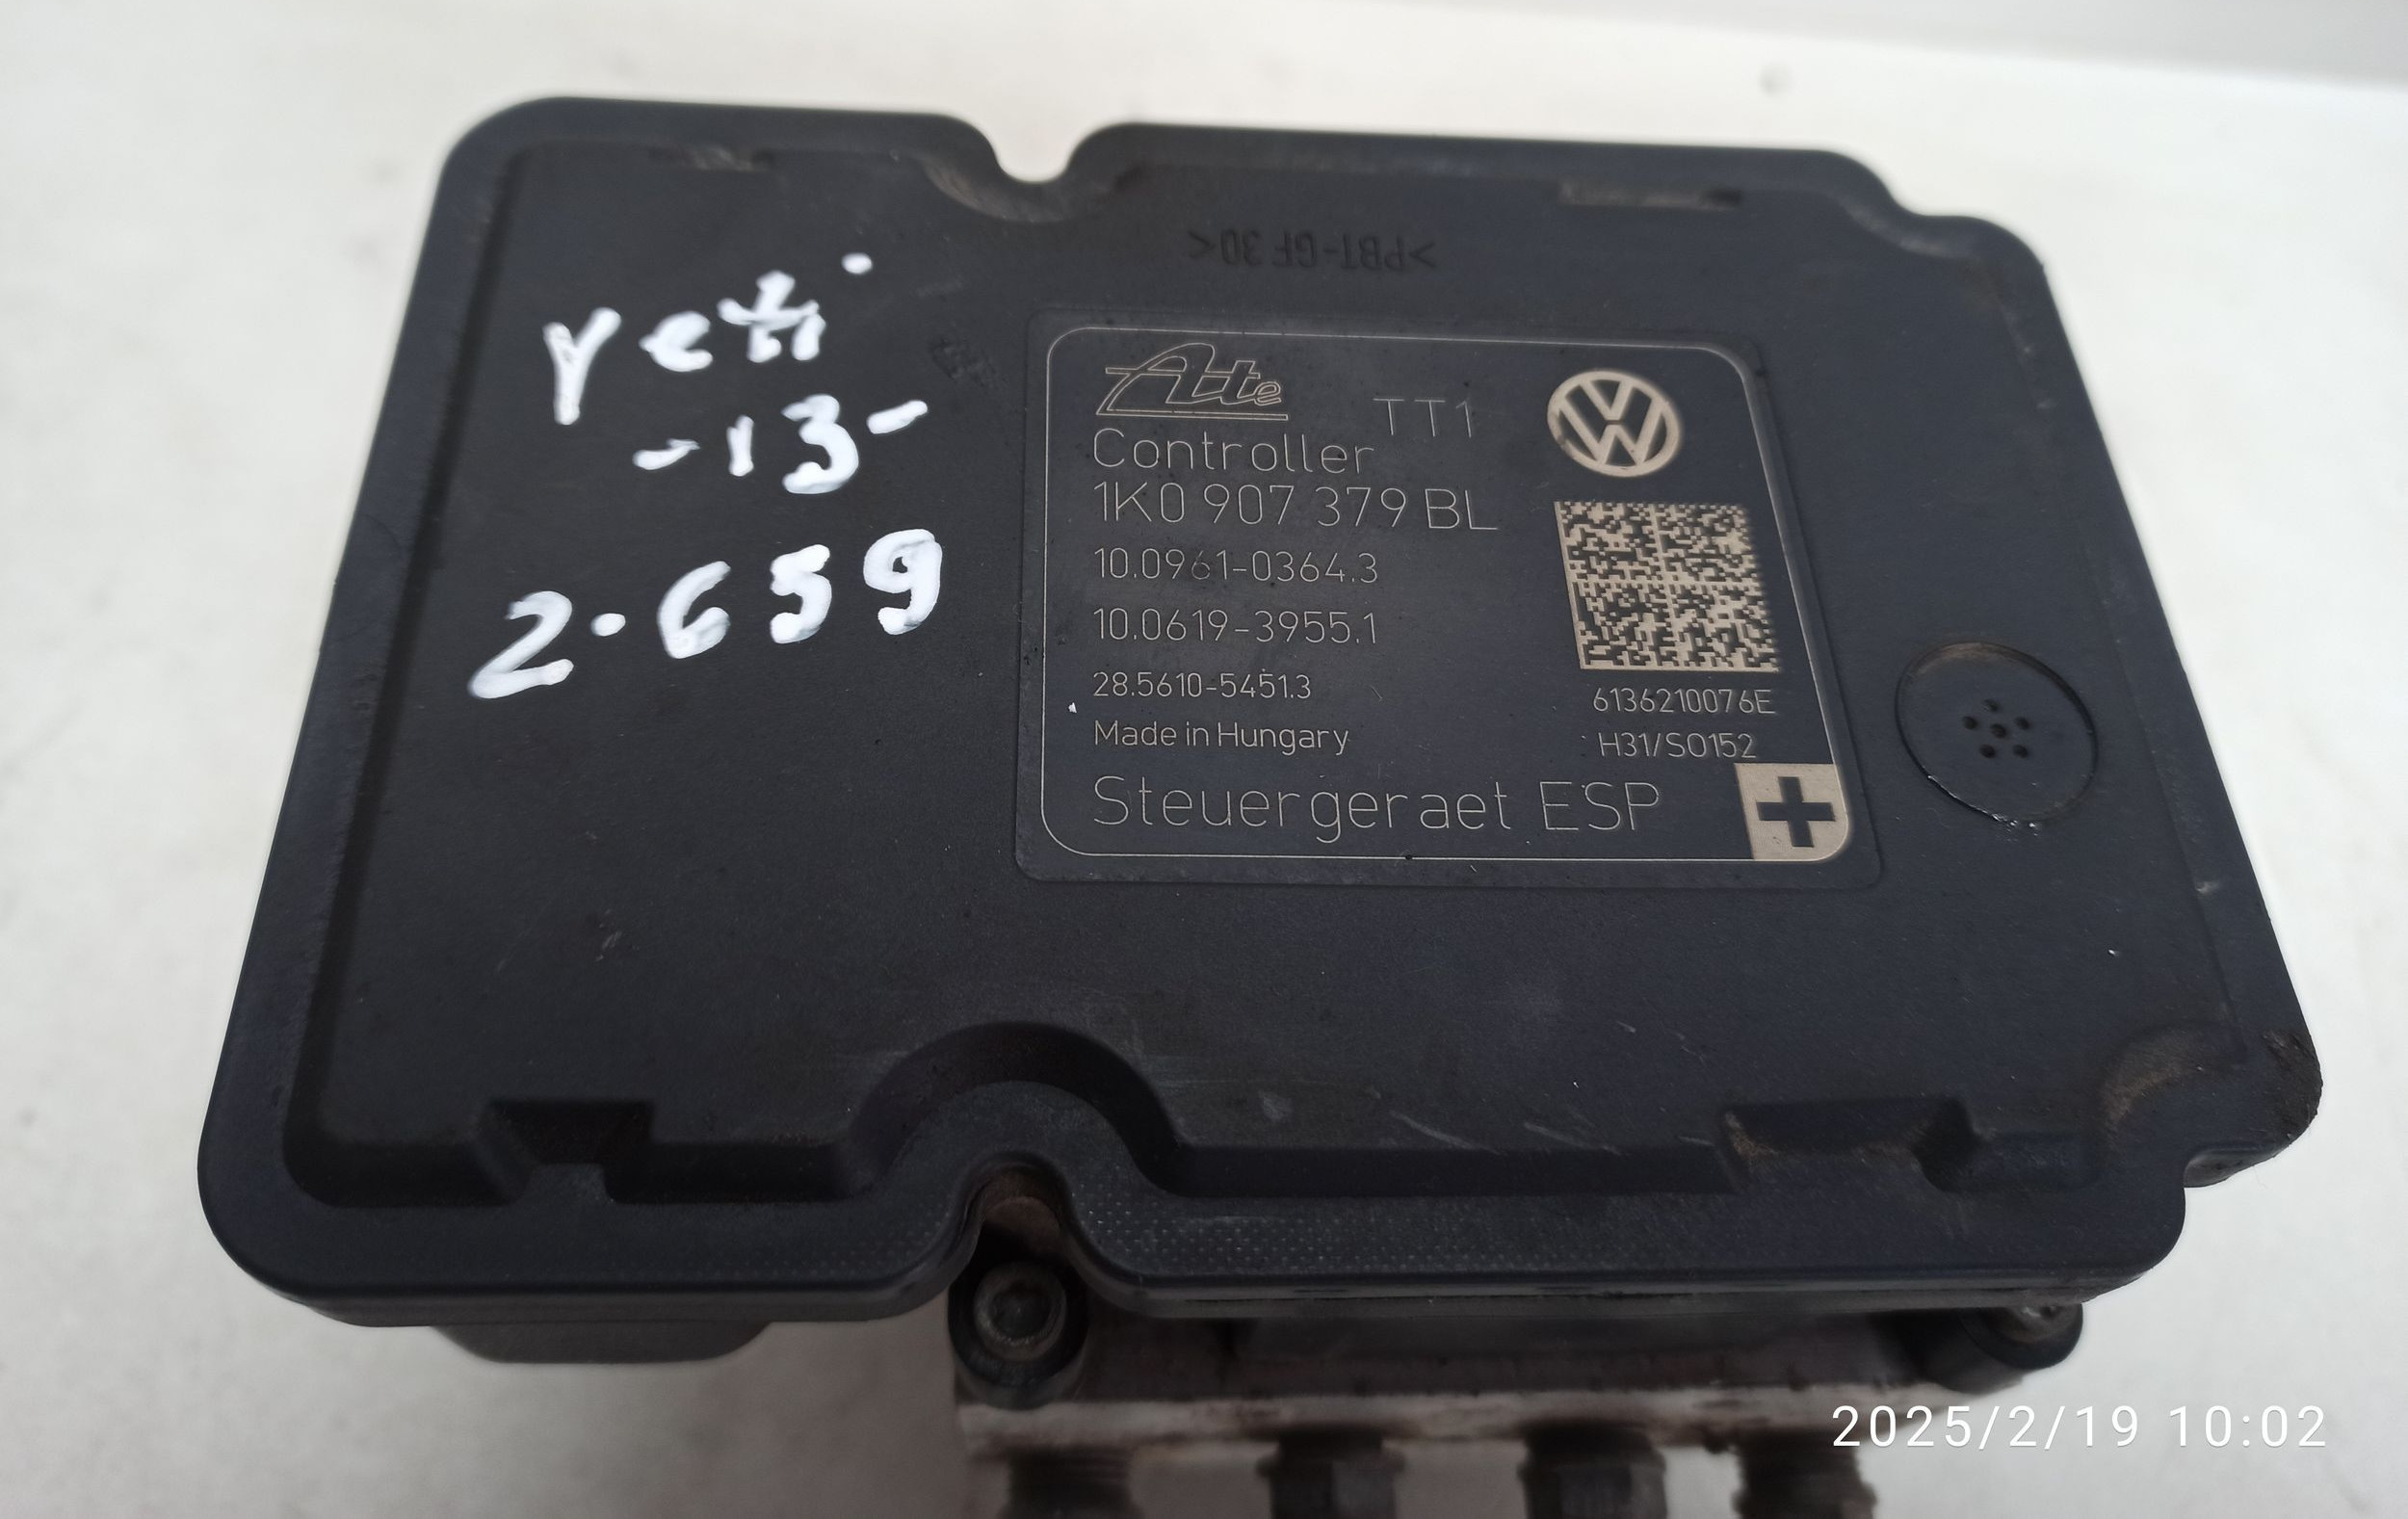 >PBT-GF 30<
yeti
-13-
2.659
Ate TT1
Controller
1K0 907 379 BL
10.0961-0364.3
10.0619-3955.1
28.5610-5451.3
Made in Hungary
6136210076E
H31/SO152
Steuergeraet ESP
2025/2/19 10:02